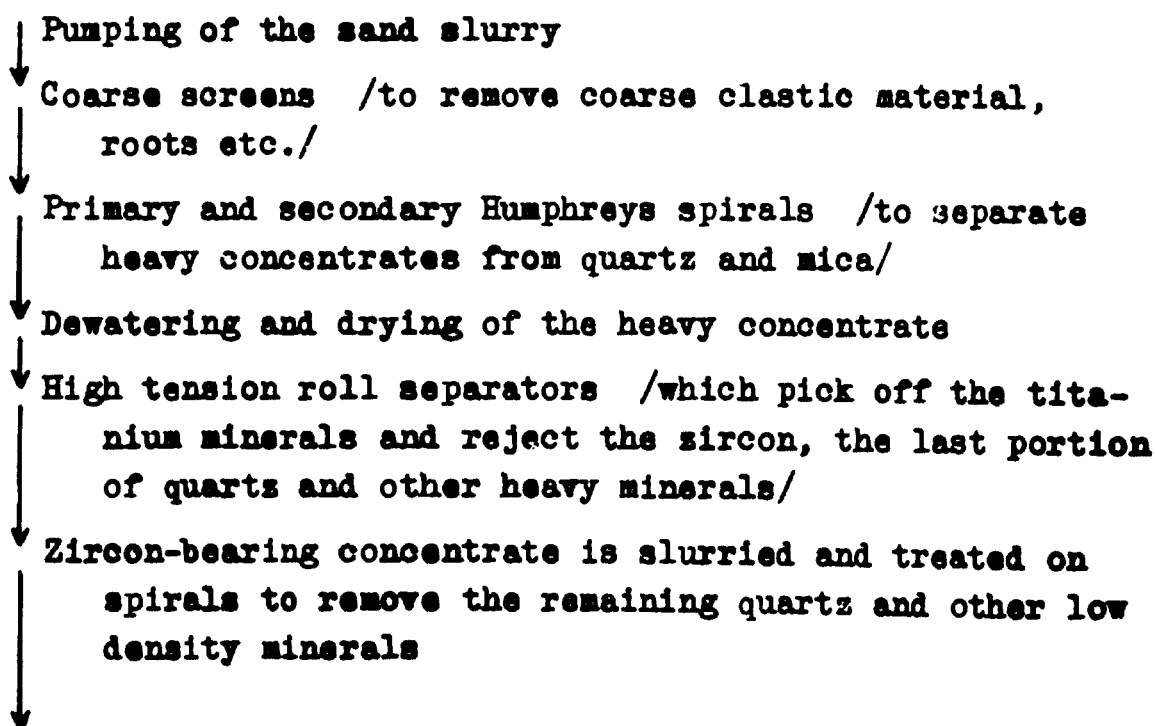 Pumping of the sand slurry
Coarse screens /to remove coarse clastic material,
roots etc./
Primary and secondary Humphreys spirals /to separate
heavy concentrates from quartz and mica/
Dewatering and drying of the heavy concentrate
High tension roll separators /which pick off the tita-
nium minerals and reject the zircon, the last portion
of quartz and other heavy minerals/
Zircon-bearing concentrate is slurried and treated on
spirals to remove the remaining quartz and other low
density minerals